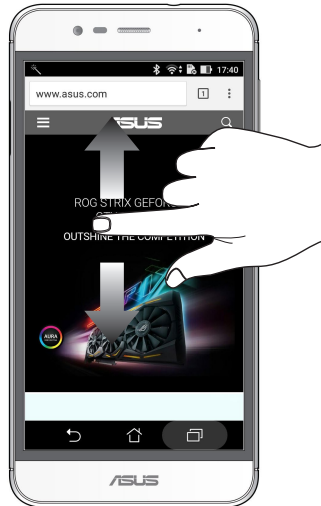 17:40
www.asus.com
1
ASUS
ROG STRIX GEFOR
OUTSHINE THE COMPETITION
AURA
ASUS